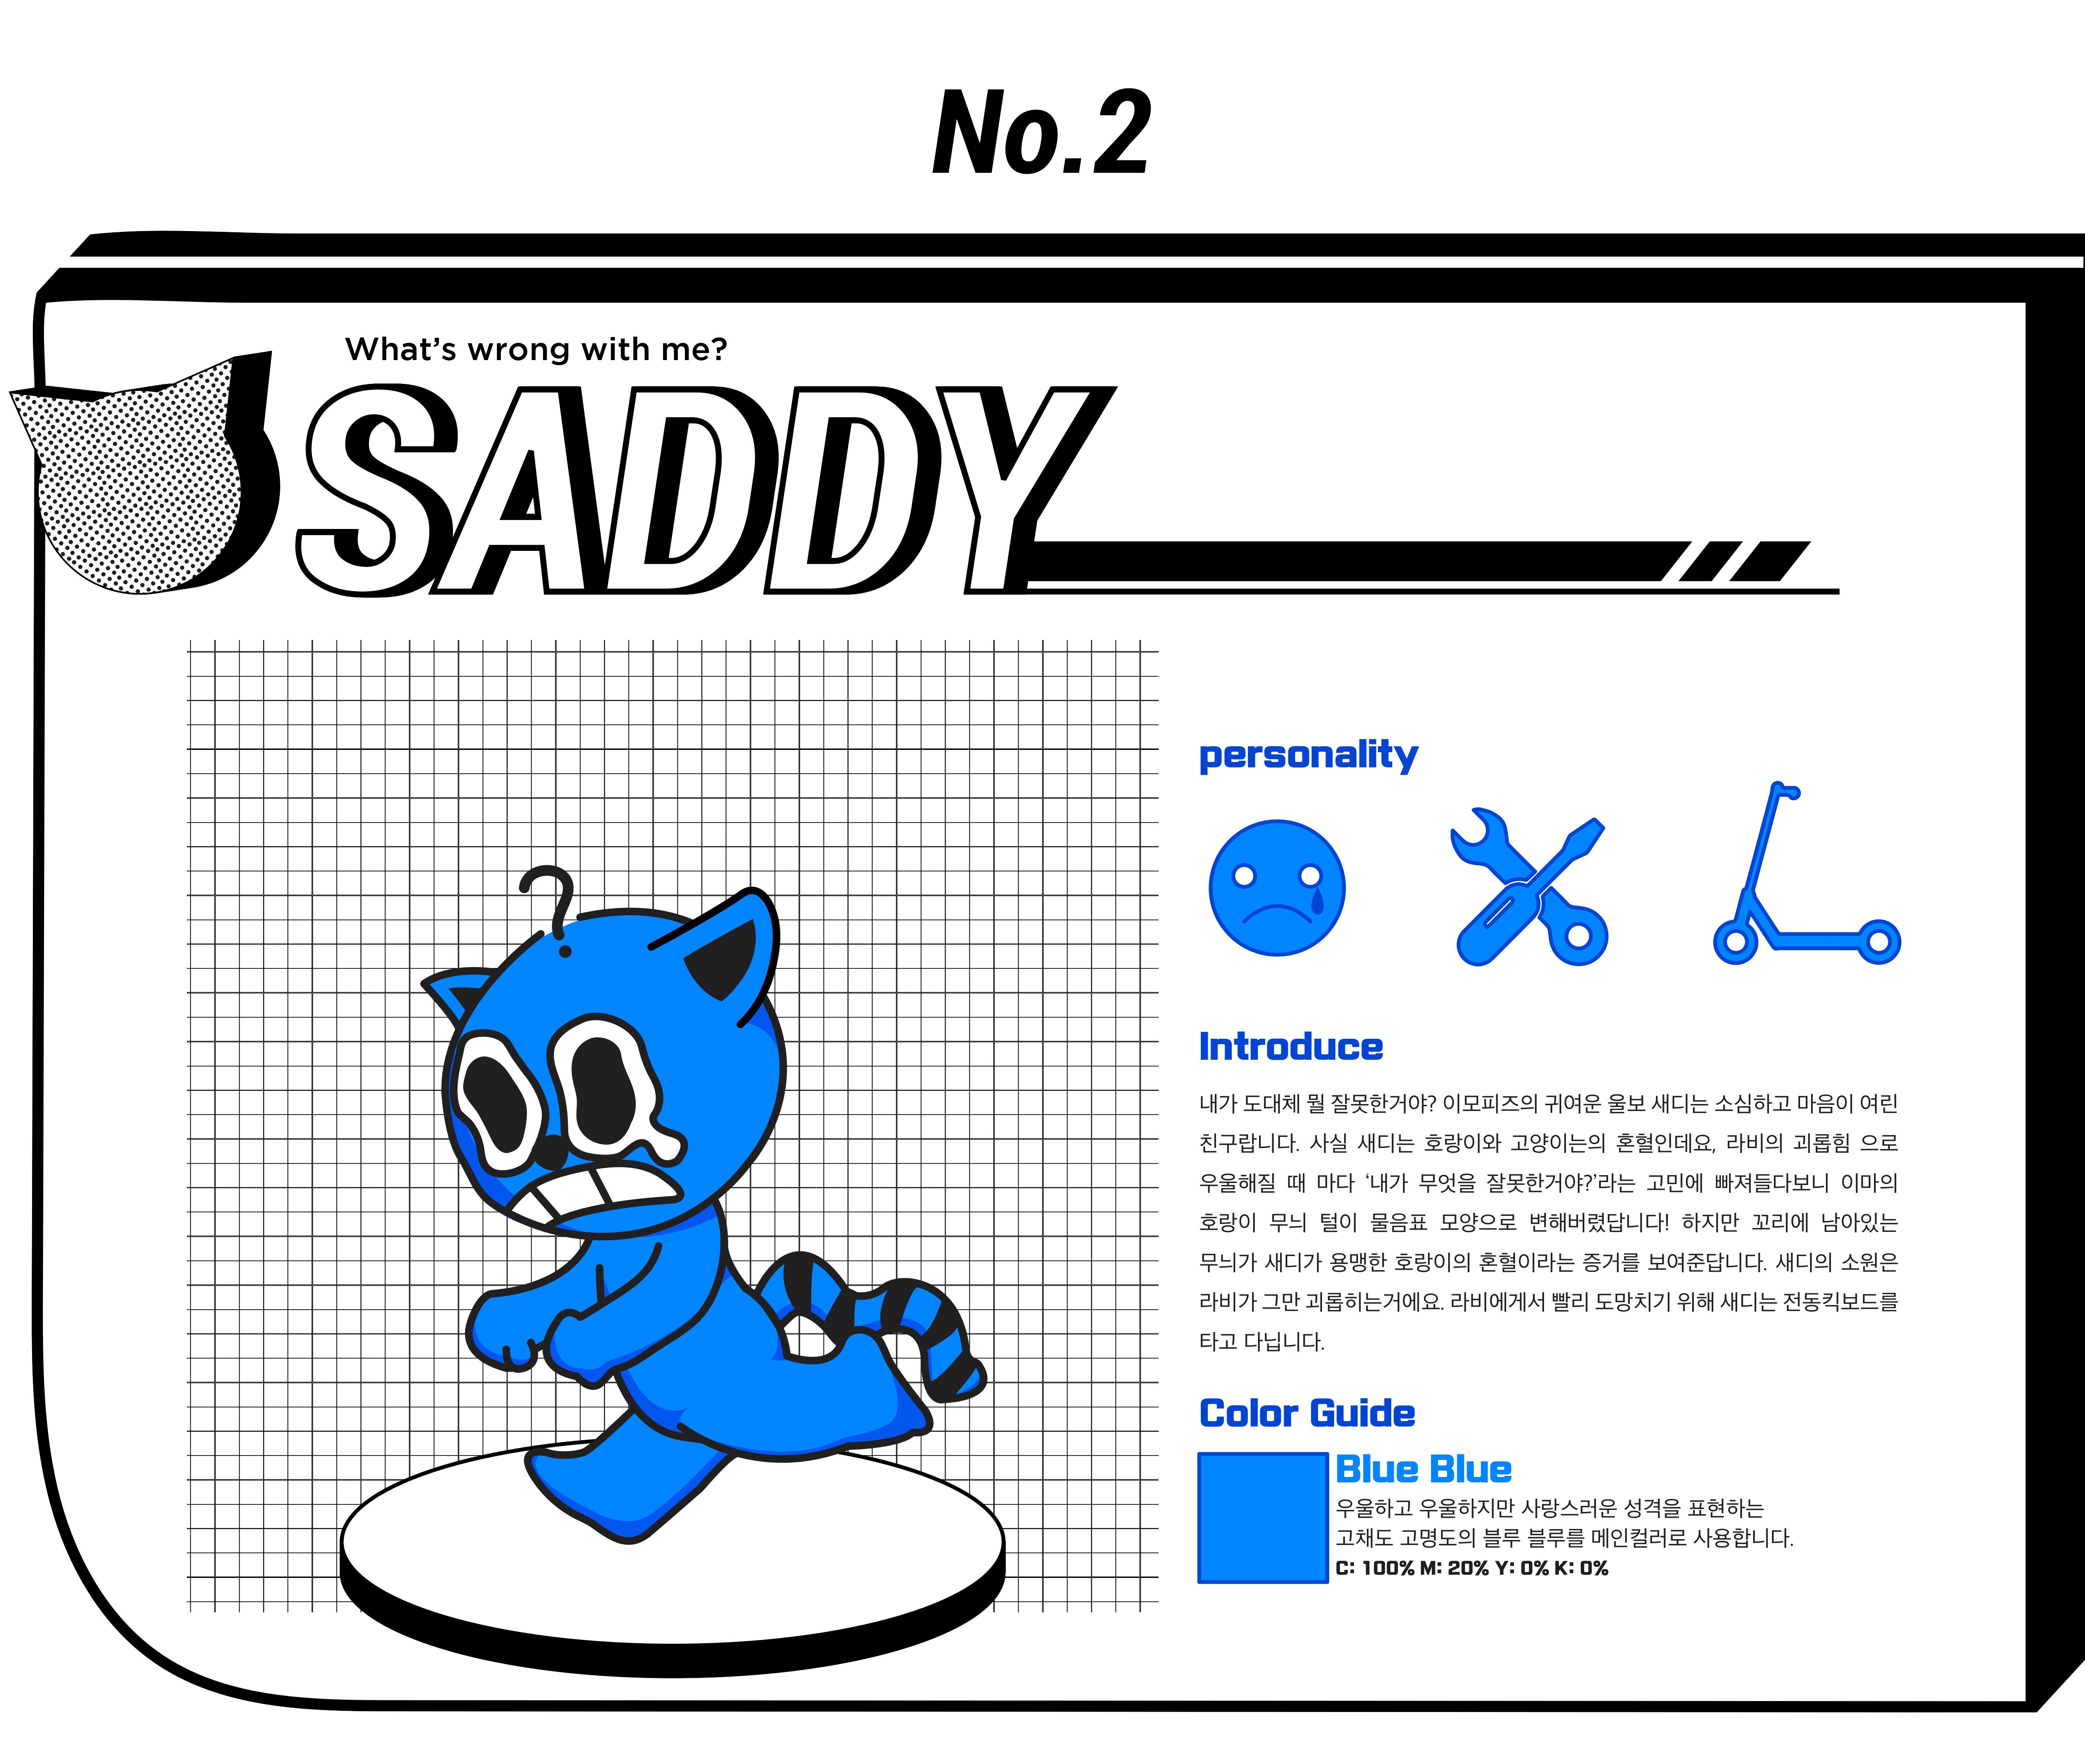 No.2
What's wrong with me?
SADDY
personality
Introduce
내가 도대체 뭘 잘못한거야? 이모피즈의 귀여운 울보 새디는 소심하고 마음이 여린
친구랍니다. 사실 새디는 호랑이와 고양이는의 혼혈인데요, 라비의 괴롭힘 으로
우울해질 때 마다 ‘내가 무엇을 잘못한거야?’라는 고민에 빠져들다보니 이마의
호랑이 무늬 털이 물음표 모양으로 변해버렸답니다! 하지만 꼬리에 남아있는
무늬가 새디가 용맹한 호랑이의 혼혈이라는 증거를 보여준답니다. 새디의 소원은
라비가 그만 괴롭히는거에요. 라비에게서 빨리 도망치기 위해 새디는 전동킥보드를
타고 다닙니다.
Color Guide
Blue Blue
우울하고 우울하지만 사랑스러운 성격을 표현하는
고채도 고명도의 블루 블루를 메인컬러로 사용합니다.
C: 100% M: 20% Y: 0% K: 0%